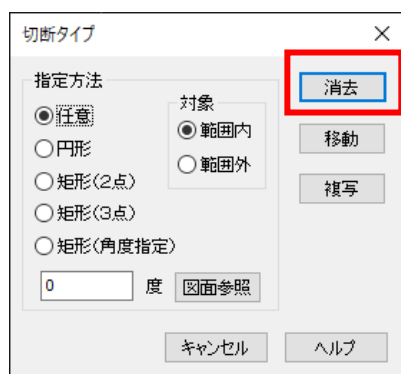 切断タイプ
指定方法
任意
円形
矩形(2点)
矩形(3点)
矩形(角度指定)
0 度 図面参照
対象
範囲内
範囲外
消去
移動
複写
キャンセル ヘルプ